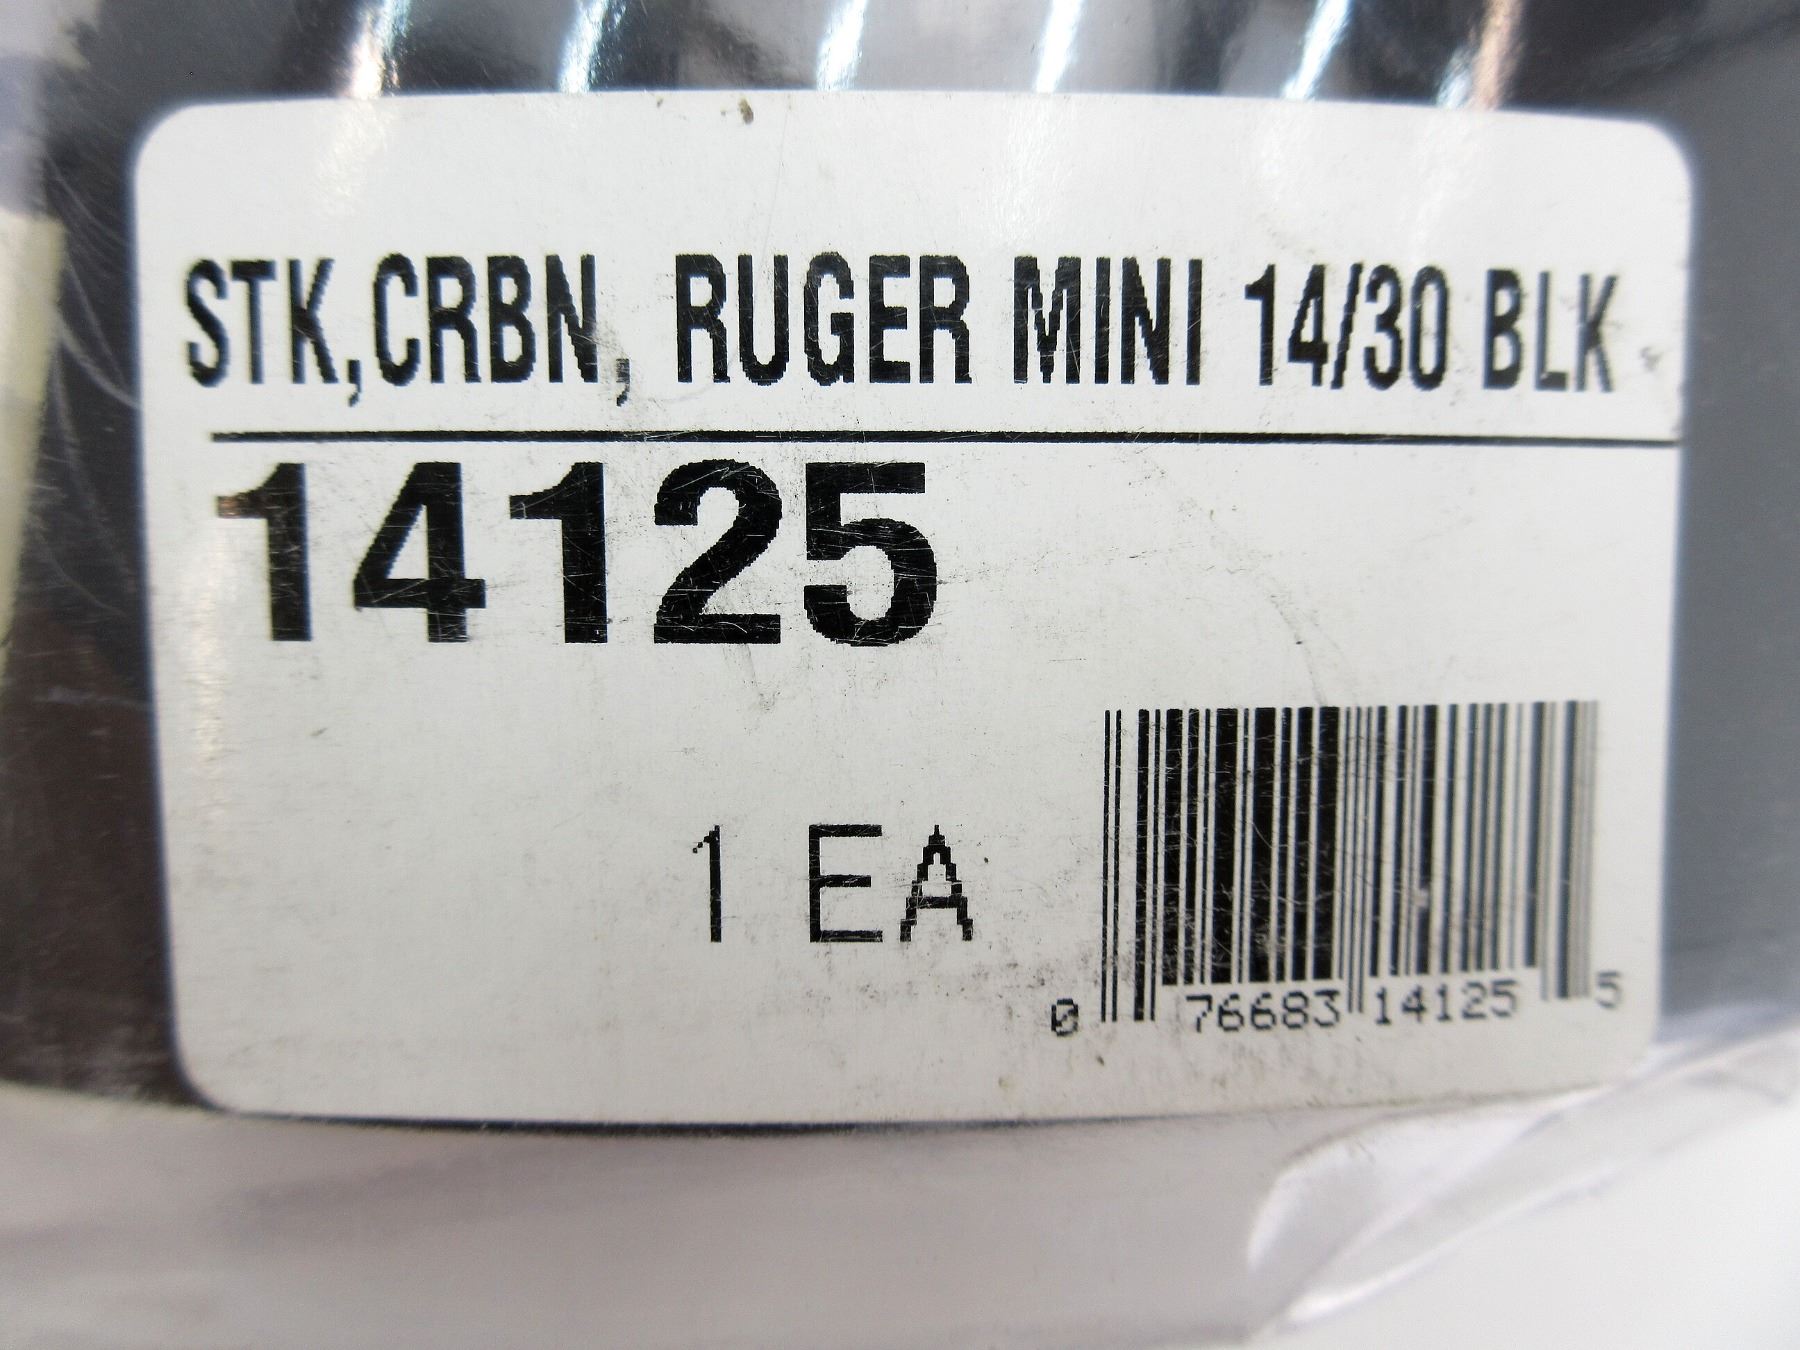 STK,CRBN, RUGER MINI 14/30 BLK
14125
1 EA
0 76683 14125 5